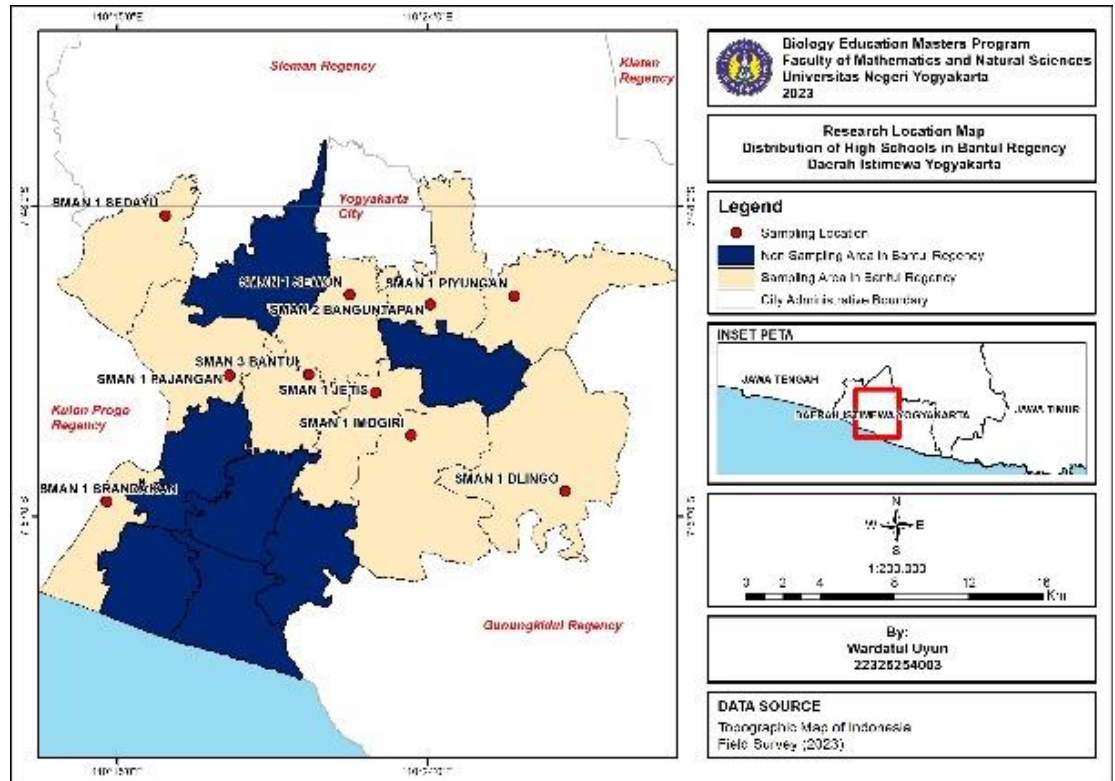 Sleman Regency
Klaten
Regency
Yogyakarta
City
SMAN 1 SEDAYU
SMAN 1 SEWON
SMAN 1 PIYUNGAN
SMAN 2 BANGUNTAPAN
SMAN 3 BANTUL
SMAN 1 PAJANGAN
SMAN 1 JETIS
SMAN 1 IMOGIRI
Kulon Progo
Regency
SMAN 1 SRANDAKAN
SMAN 1 DLINGO
Gunungkidul Regency
Biology Education Masters Program
Faculty of Mathematics and Natural Sciences
Universitas Negeri Yogyakarta
2023
Research Location Map
Distribution of High Schools in Bantul Regency
Daerah Istimewa Yogyakarta
Legend
Sampling Location
Non Sampling Area in Bantul Regency
Sampling Area in Bantul Regency
City Administrative Boundary
INSET PETA
JAWA TENGAH
DAERAH ISTIMEWA YOGYAKARTA
JAWA TIMUR
N
W E
S
1:200.000
0 2 4 8 12 16
Km
By:
Wardatul Uyun
DATA SOURCE
Topographic Map of Indonesia
Field Survey (2023)